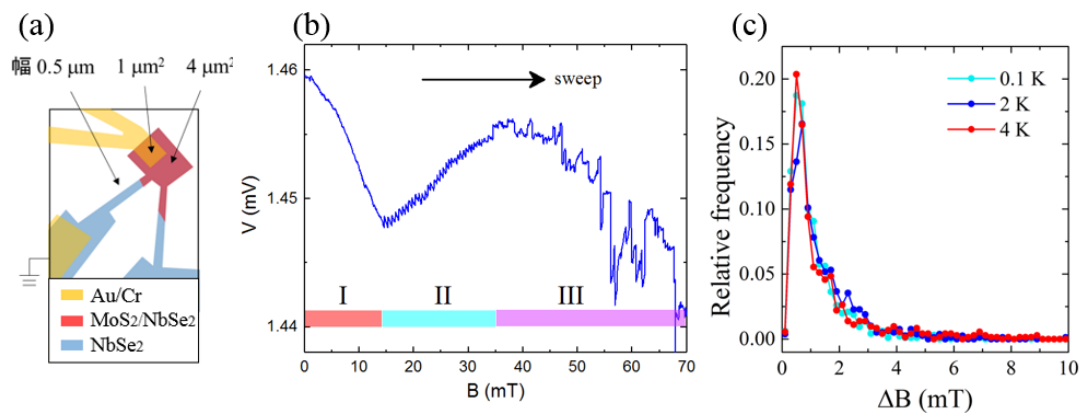 (a)
幅 0.5 μm
1 μm²
4 μm²
Au/Cr
MoS₂/NbSe₂
NbSe₂
(b)
1.46
1.45
1.44
V (mV)
sweep
I
II
III
0
10
20
30
40
50
60
70
B (mT)
(c)
0.20
0.15
0.10
0.05
0.00
Relative frequency
0.1 K
2 K
4 K
0
2
4
6
8
10
ΔB (mT)